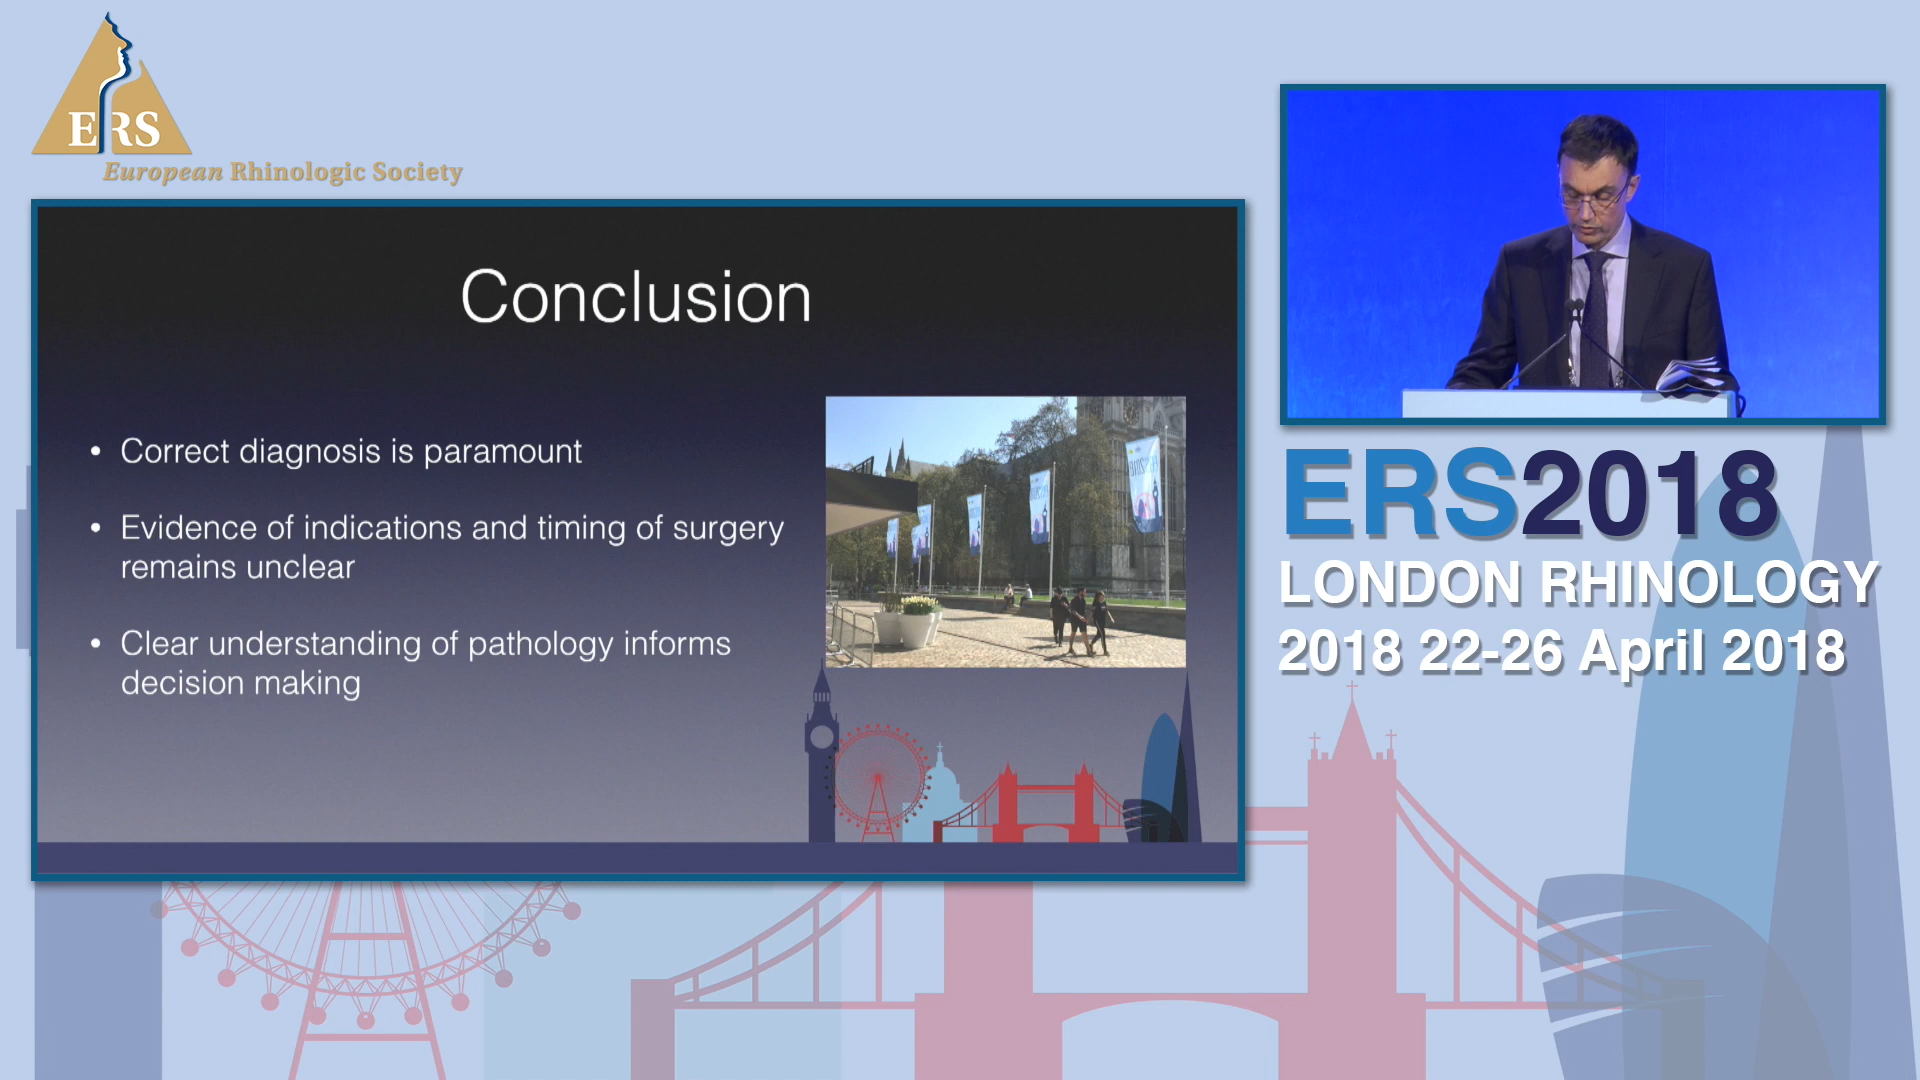 ERS
European Rhinologic Society
Conclusion
• Correct diagnosis is paramount
• Evidence of indications and timing of surgery
remains unclear
• Clear understanding of pathology informs
decision making
ERS2018
LONDON RHINOLOGY
2018 22-26 April 2018